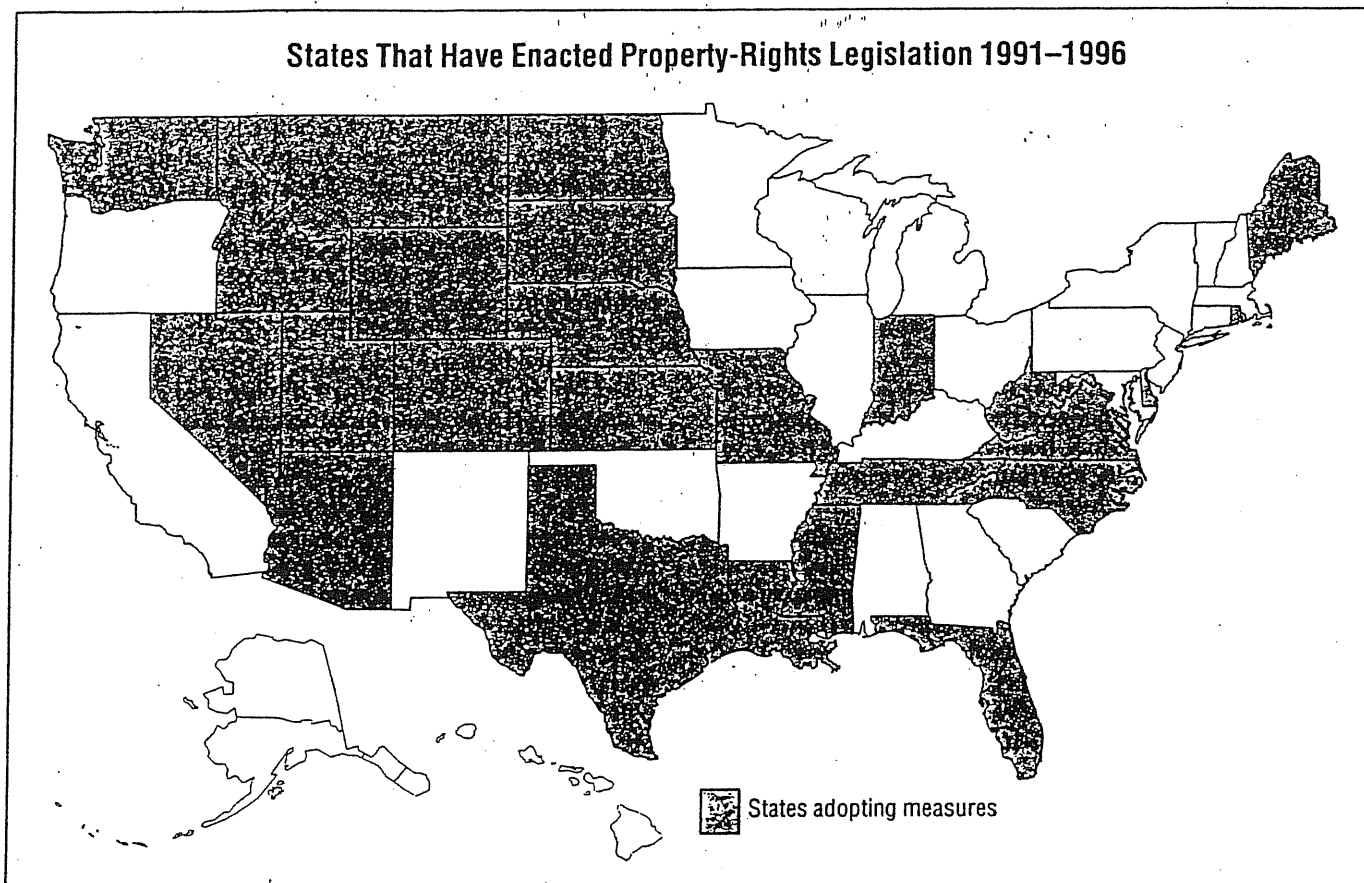 States That Have Enacted Property-Rights Legislation 1991–1996
States adopting measures